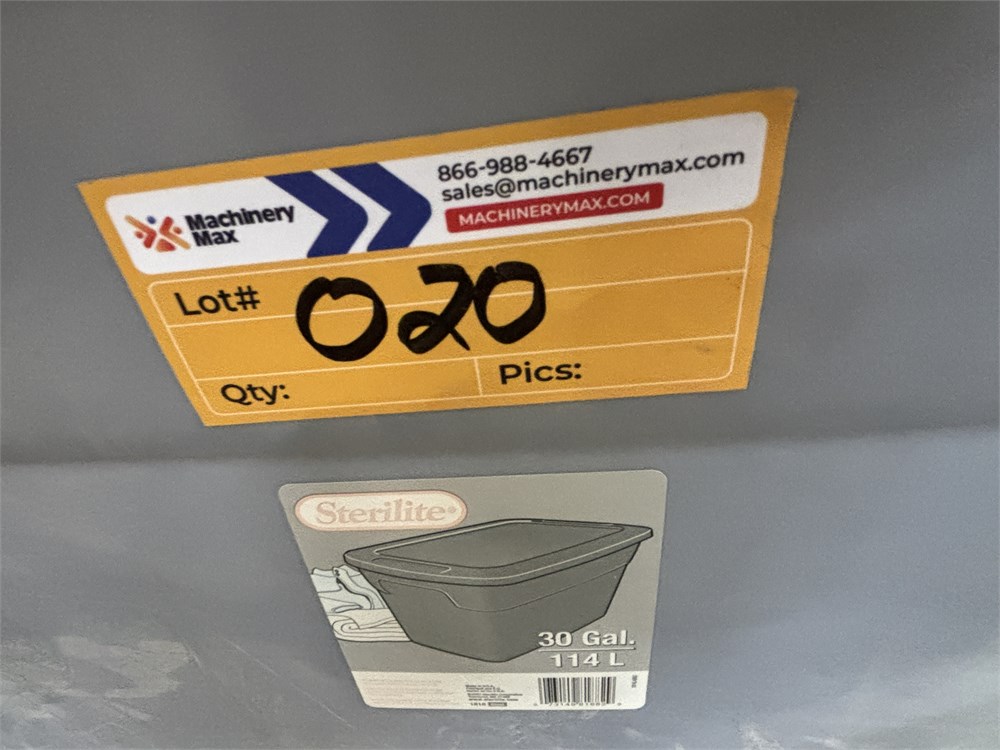 Machinery
Max
866-988-4667
sales@machinerymax.com
MACHINERYMAX.COM
Lot# 020
Qty:
Pics:
Sterilite
30 Gal.
114 L